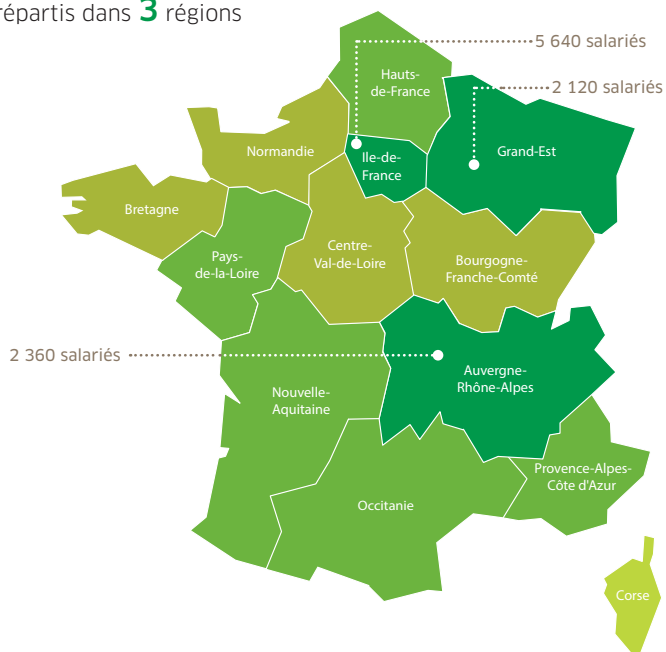 épartis dans 3 régions
5 640 salariés
Hauts-
de-France
2 120 salariés
Normandie
Ile-de-
France
Grand-Est
Bretagne
Pays-
de-la-Loire
Centre-
Val-de-Loire
Bourgogne-
Franche-Comté
2 360 salariés
Auvergne-
Rhône-Alpes
Nouvelle-
Aquitaine
Provence-Alpes-
Côte d'Azur
Occitanie
Corse